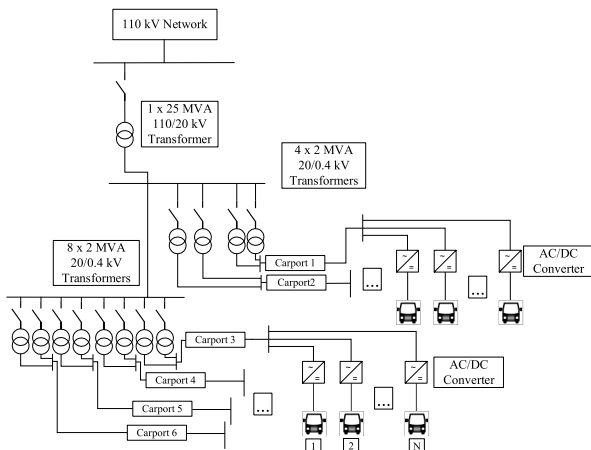 110 kV Network
1 x 25 MVA
110/20 kV
Transformer
4 x 2 MVA
20/0.4 kV
Transformers
8 x 2 MVA
20/0.4 kV
Transformers
Carport 1
Carport2
...
~
=
~
=
...
~
=
AC/DC
Converter
Carport 3
Carport 4
Carport 5
Carport 6
...
~
=
~
=
...
~
=
AC/DC
Converter
1
2
N